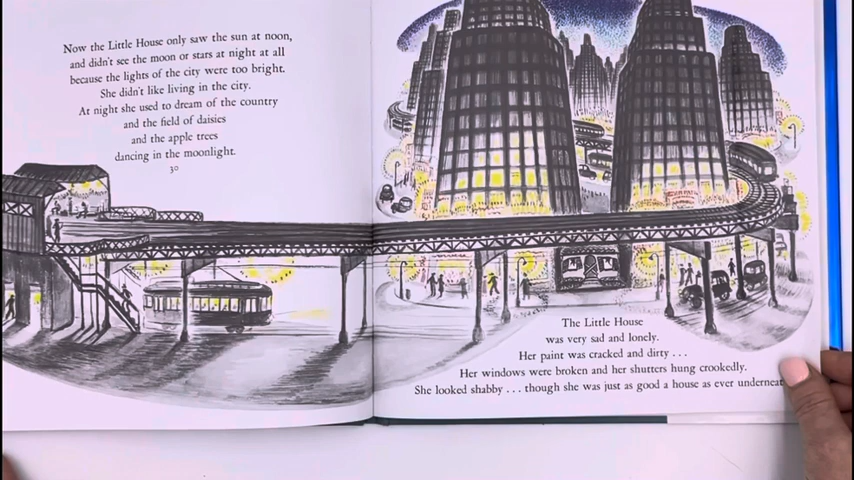 Now the Little House only saw the sun at noon,
and didn't see the moon or stars at night at all
because the lights of the city were too bright.
She didn't like living in the city.
At night she used to dream of the country
and the field of daisies
and the apple trees
dancing in the moonlight.
30
The Little House
was very sad and lonely.
Her paint was cracked and dirty . . .
Her windows were broken and her shutters hung crookedly.
She looked shabby . . . though she was just as good a house as ever underneat